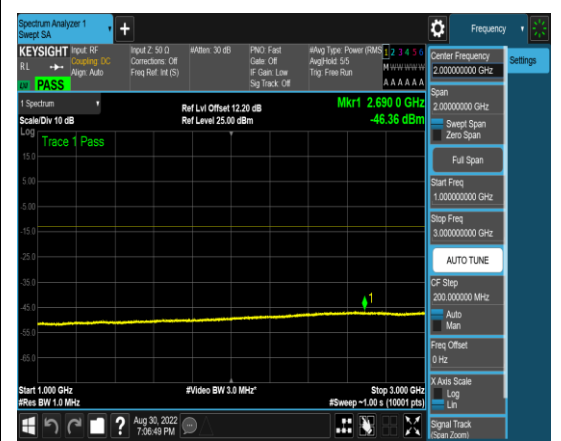 Spectrum Analyzer 1
Swept SA
+
Frequency
KEYSIGHT
RL
Input: RF
Coupling: DC
Align: Auto
Input Z: 50 Ω
Corrections: Off
Freq Ref: Int (S)
#Atten: 30 dB
PNO: Fast
Gate: Off
IF Gain: Low
Sig Track: Off
#Avg Type: Power (RMS
Avg|Hold: 5/5
Trig: Free Run
1 2 3 4 5 6
M W W W W W
A A A A A A
LXI PASS
1 Spectrum
Scale/Div 10 dB
Ref Lvl Offset 12.20 dB
Ref Level 25.00 dBm
Mkr1 2.690 0 GHz
-46.36 dBm
Log
Trace 1 Pass
15.0
5.00
-5.00
-15.0
-25.0
-35.0
-45.0
-55.0
-65.0
1
Start 1.000 GHz
#Res BW 1.0 MHz
#Video BW 3.0 MHz*
Stop 3.000 GHz
#Sweep ~1.00 s (10001 pts)
?
Aug 30, 2022
7:06:49 PM
Center Frequency
2.000000000 GHz
Settings
Span
2.00000000 GHz
Swept Span
Zero Span
Full Span
Start Freq
1.000000000 GHz
Stop Freq
3.000000000 GHz
AUTO TUNE
CF Step
200.000000 MHz
Auto
Man
Freq Offset
0 Hz
X Axis Scale
Log
Lin
Signal Track
(Span Zoom)